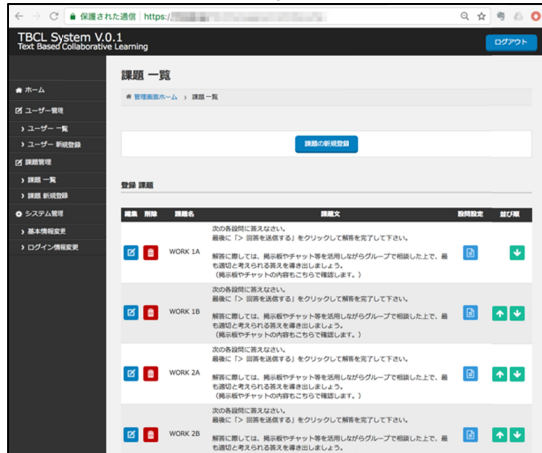 保護された通信 https:/
TBCL System V.0.1
Text Based Collaborative Learning
ログアウト
ホーム
ユーザー管理
ユーザー 一覧
ユーザー 新規登録
課題管理
課題 一覧
課題 新規登録
システム管理
基本情報変更
ログイン情報変更
課題 一覧
管理画面ホーム 課題一覧
課題の新規登録
登録 課題
編集 削除 課題名 課題文 設問設定 並び順
次の各設問に答えなさい。
最後に「> 回答を送信する」をクリックして解答を完了して下さい。
WORK 1A
解答に際しては、掲示板やチャット等を活用しながらグループで相談した上で、最
も適切と考えられる答えを導き出しましょう。
(掲示板やチャットの内容もこちらで確認します。)
次の各設問に答えなさい。
最後に「> 回答を送信する」をクリックして解答を完了して下さい。
WORK 1B
解答に際しては、掲示板やチャット等を活用しながらグループで相談した上で、最
も適切と考えられる答えを導き出しましょう。
(掲示板やチャットの内容もこちらで確認します。)
次の各設問に答えなさい。
最後に「> 回答を送信する」をクリックして解答を完了して下さい。
WORK 2A
解答に際しては、掲示板やチャット等を活用しながらグループで相談した上で、最
も適切と考えられる答えを導き出しましょう。
(掲示板やチャットの内容もこちらで確認します。)
次の各設問に答えなさい。
最後に「> 回答を送信する」をクリックして解答を完了して下さい。
WORK 2B
解答に際しては、掲示板やチャット等を活用しながらグループで相談した上で、最
も適切と考えられる答えを導き出しましょう。